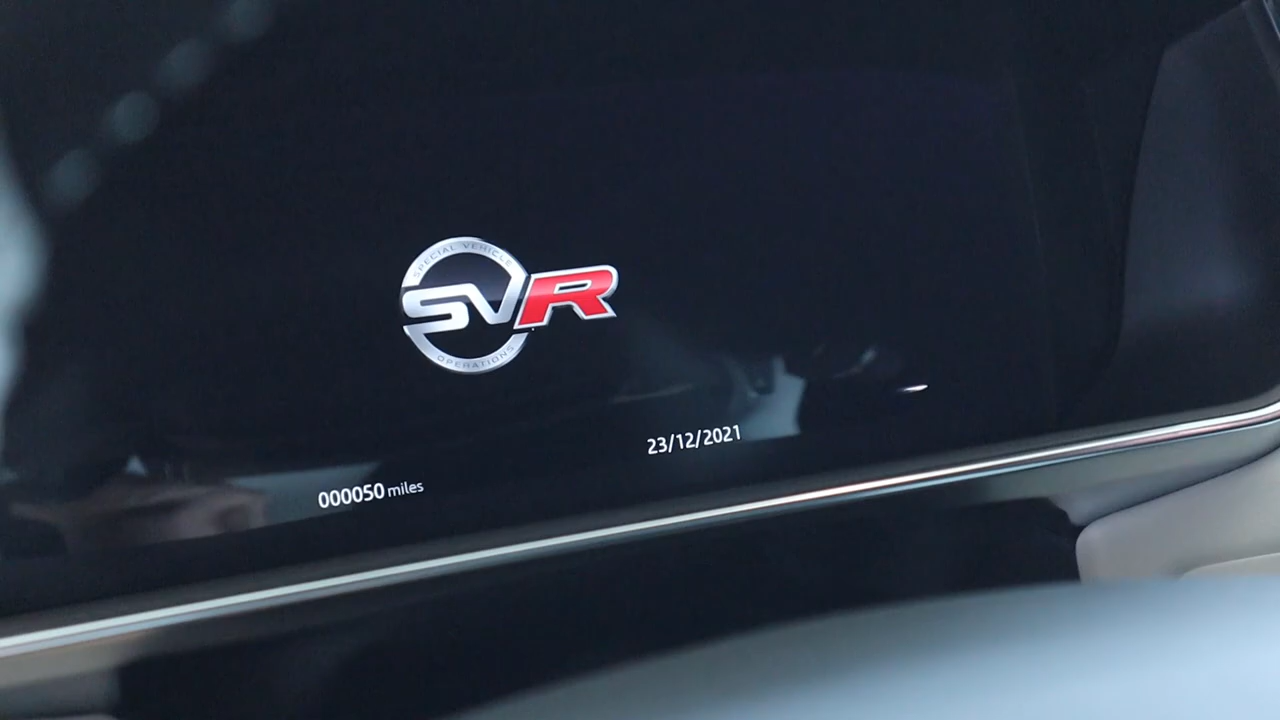 SPECIAL VEHICLE
SVR
OPERATIONS
23/12/2021
000050 miles